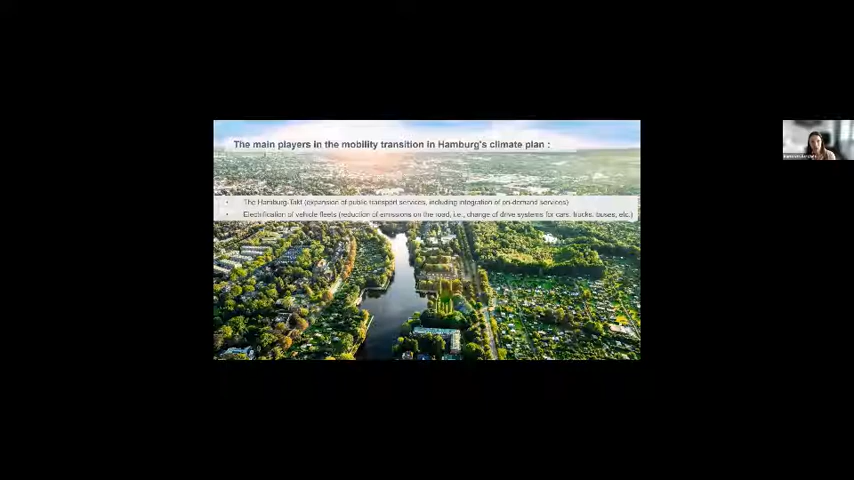 The main players in the mobility transition in Hamburg's climate plan :
• The Hamburg-Takt (expansion of public transport services, including integration of on-demand services)
• Electrification of vehicle fleets (reduction of emissions on the road, i.e., change of drive systems for cars, trucks, buses, etc.)